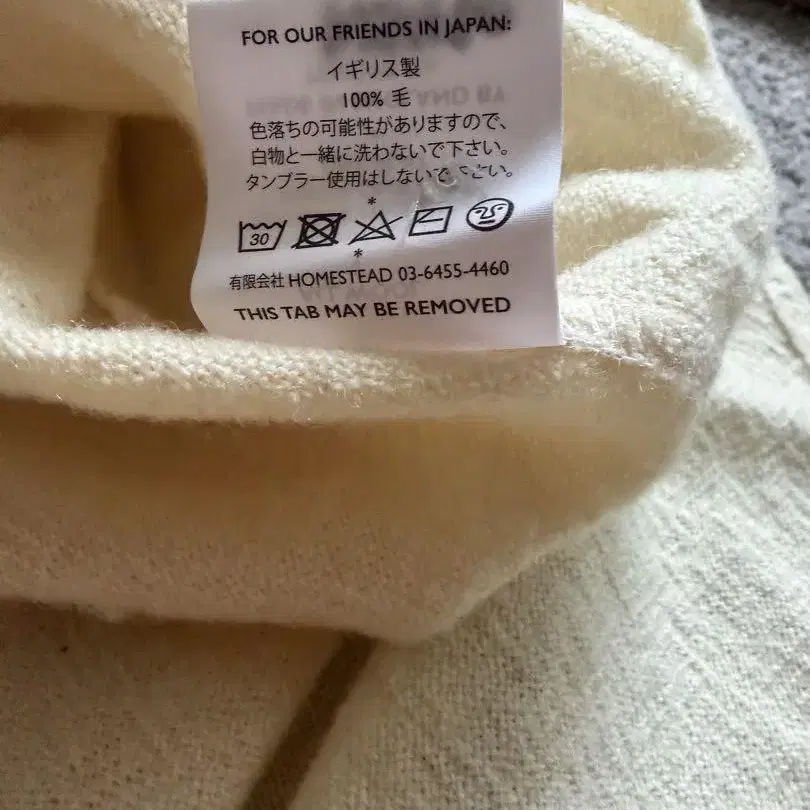 FOR OUR FRIENDS IN JAPAN:
イギリス製
100% 毛
色落ちの可能性がありますので、
白物と一緒に洗わないで下さい。
タンブラー使用はしないで下さい。
30
有限会社 HOMESTEAD 03-6455-4460
THIS TAB MAY BE REMOVED